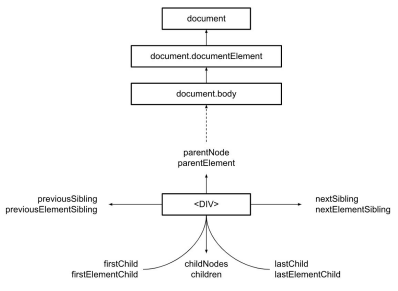 document
document.documentElement
document.body
parentNode
parentElement
previousSibling
previousElementSibling
<DIV>
nextSibling
nextElementSibling
firstChild
firstElementChild
childNodes
children
lastChild
lastElementChild